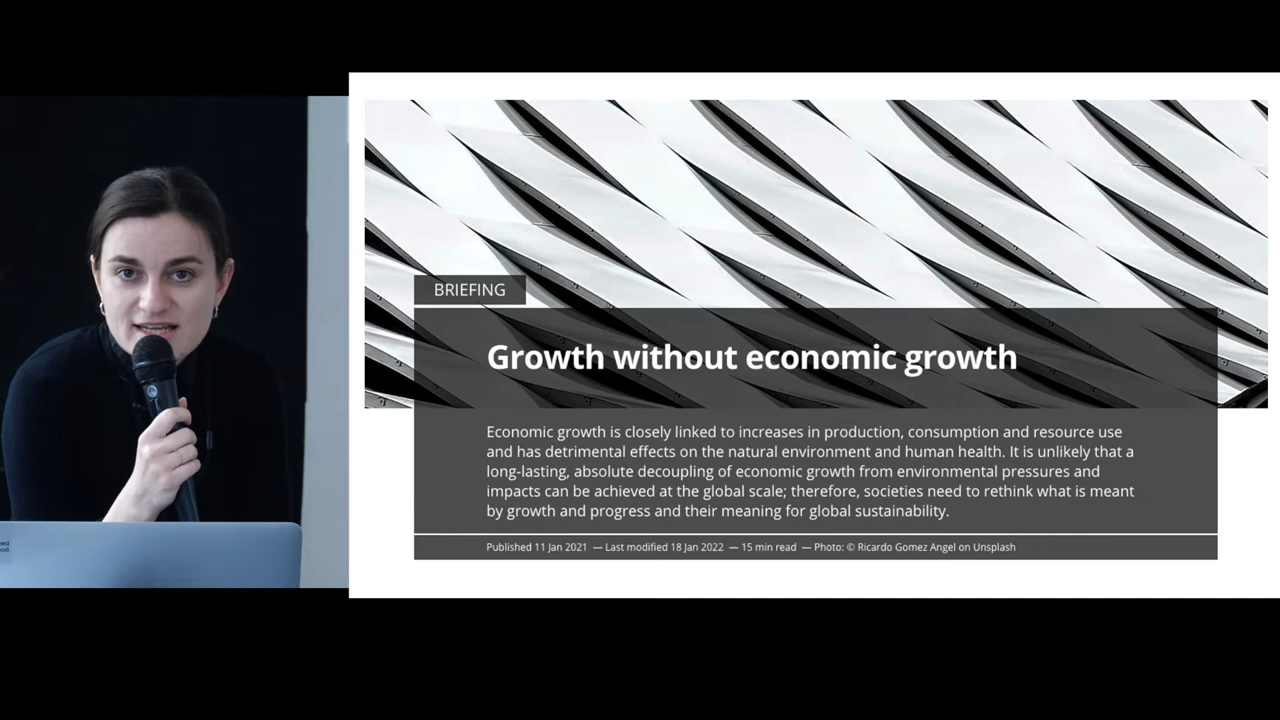 BRIEFING
Growth without economic growth
Economic growth is closely linked to increases in production, consumption and resource use
and has detrimental effects on the natural environment and human health. It is unlikely that a
long-lasting, absolute decoupling of economic growth from environmental pressures and
impacts can be achieved at the global scale; therefore, societies need to rethink what is meant
by growth and progress and their meaning for global sustainability.
Published 11 Jan 2021 — Last modified 18 Jan 2022 — 15 min read — Photo: © Ricardo Gomez Angel on Unsplash